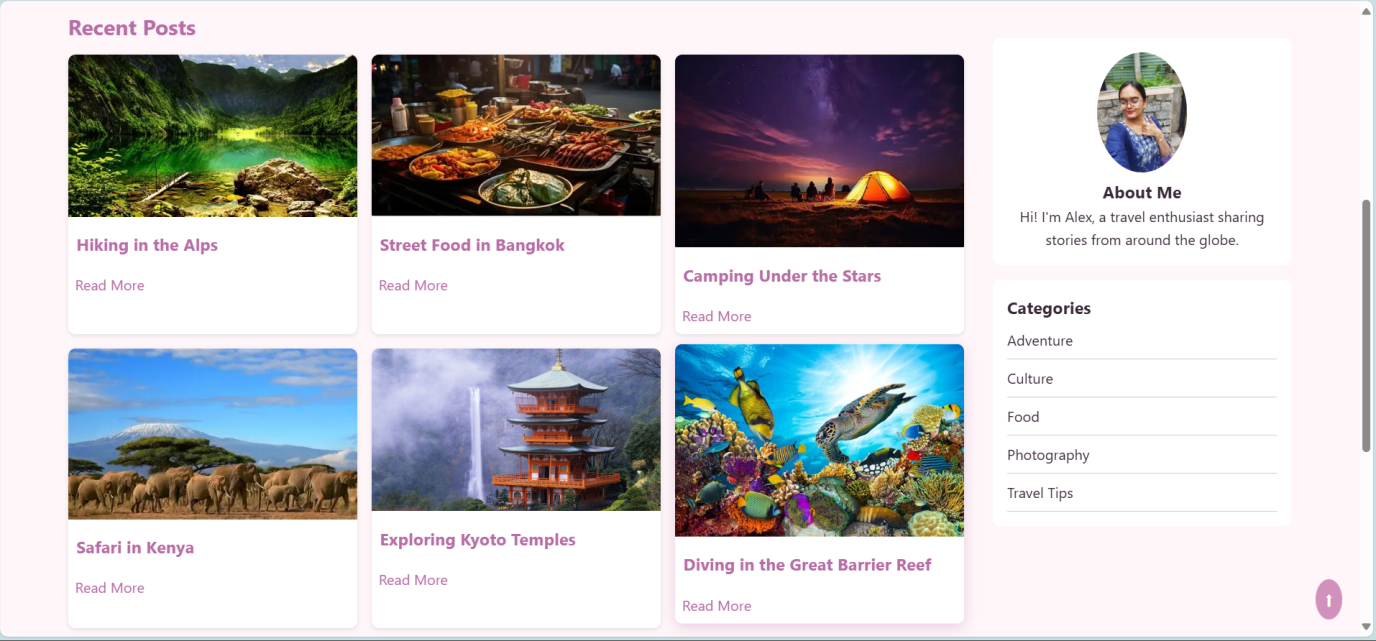 Recent Posts
Hiking in the Alps
Read More
Street Food in Bangkok
Read More
Camping Under the Stars
Read More
Safari in Kenya
Read More
Exploring Kyoto Temples
Read More
Diving in the Great Barrier Reef
Read More
About Me
Hi! I'm Alex, a travel enthusiast sharing
stories from around the globe.
Categories
Adventure
Culture
Food
Photography
Travel Tips